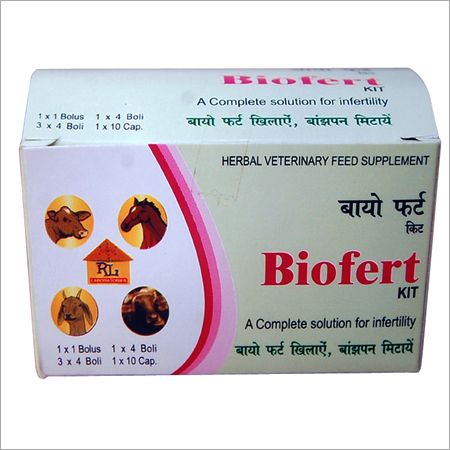 Biofert
KIT
A Complete solution for infertility
1 x 1 Bolus 1 x 4 Boli
3 x 4 Boli 1 x 10 Cap.
बायो फर्ट खिलाऐं, बांझपन मिटायें
HERBAL VETERINARY FEED SUPPLEMENT
बायो फर्ट
किट
Biofert
KIT
RL
LABORATORIES
A Complete solution for infertility
1 x 1 Bolus 1 x 4 Boli
3 x 4 Boli 1 x 10 Cap.
बायो फर्ट खिलाऐं, बांझपन मिटायें